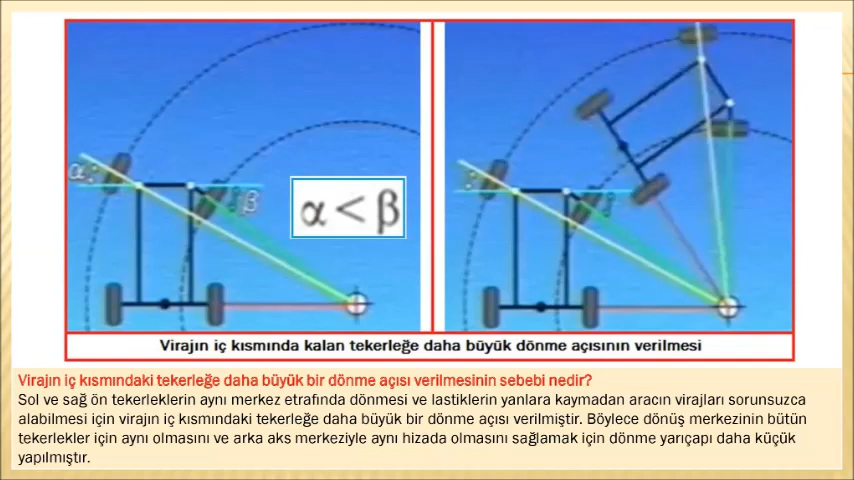 α
β
α < β
β
Virajın iç kısmında kalan tekerleğe daha büyük dönme açısının verilmesi
Virajın iç kısmındaki tekerleğe daha büyük bir dönme açısı verilmesinin sebebi nedir?
Sol ve sağ ön tekerleklerin aynı merkez etrafında dönmesi ve lastiklerin yanlara kaymadan aracın virajları sorunsuzca
alabilmesi için virajın iç kısmındaki tekerleğe daha büyük bir dönme açısı verilmiştir. Böylece dönüş merkezinin bütün
tekerlekler için aynı olmasını ve arka aks merkeziyle aynı hizada olmasını sağlamak için dönme yarıçapı daha küçük
yapılmıştır.